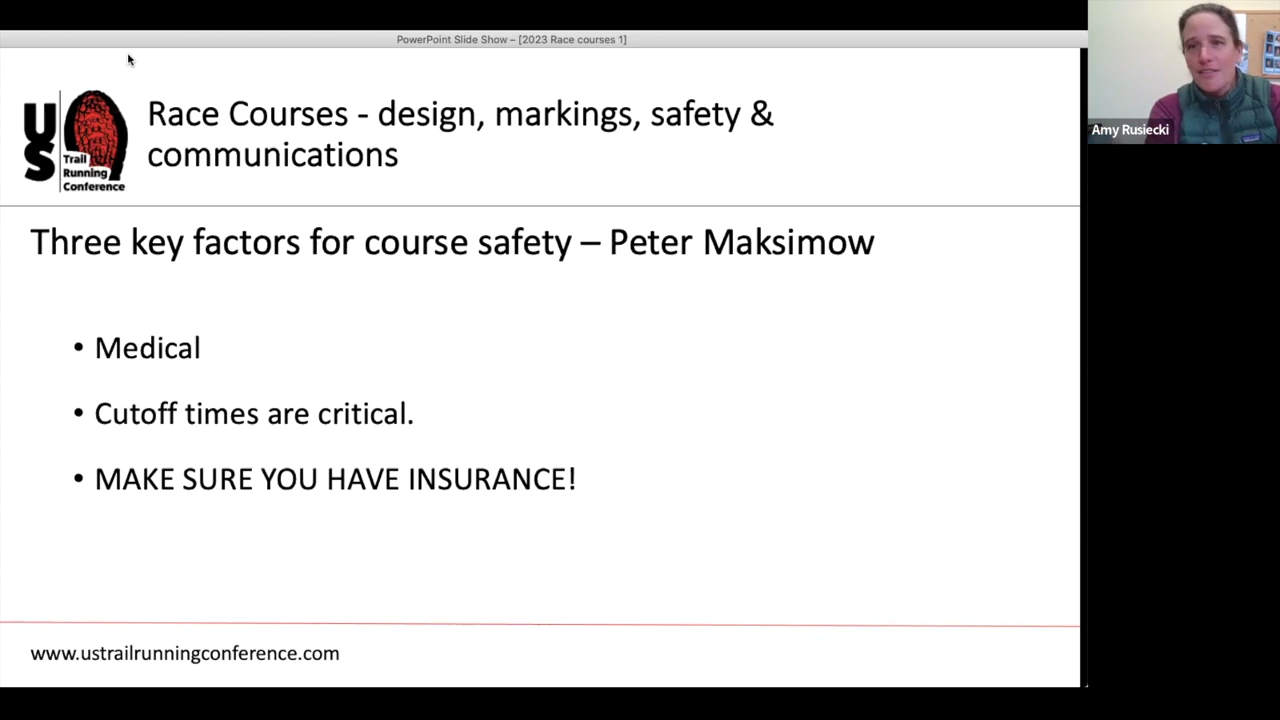 PowerPoint Slide Show – [2023 Race courses 1]
US
Trail
Running
Conference
Race Courses - design, markings, safety &
communications
Amy Rusiecki
Three key factors for course safety – Peter Maksimow
• Medical
• Cutoff times are critical.
• MAKE SURE YOU HAVE INSURANCE!
www.ustrailrunningconference.com